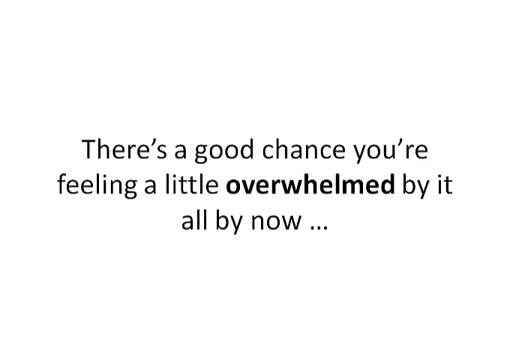 There’s a good chance you’re
feeling a little overwhelmed by it
all by now ...